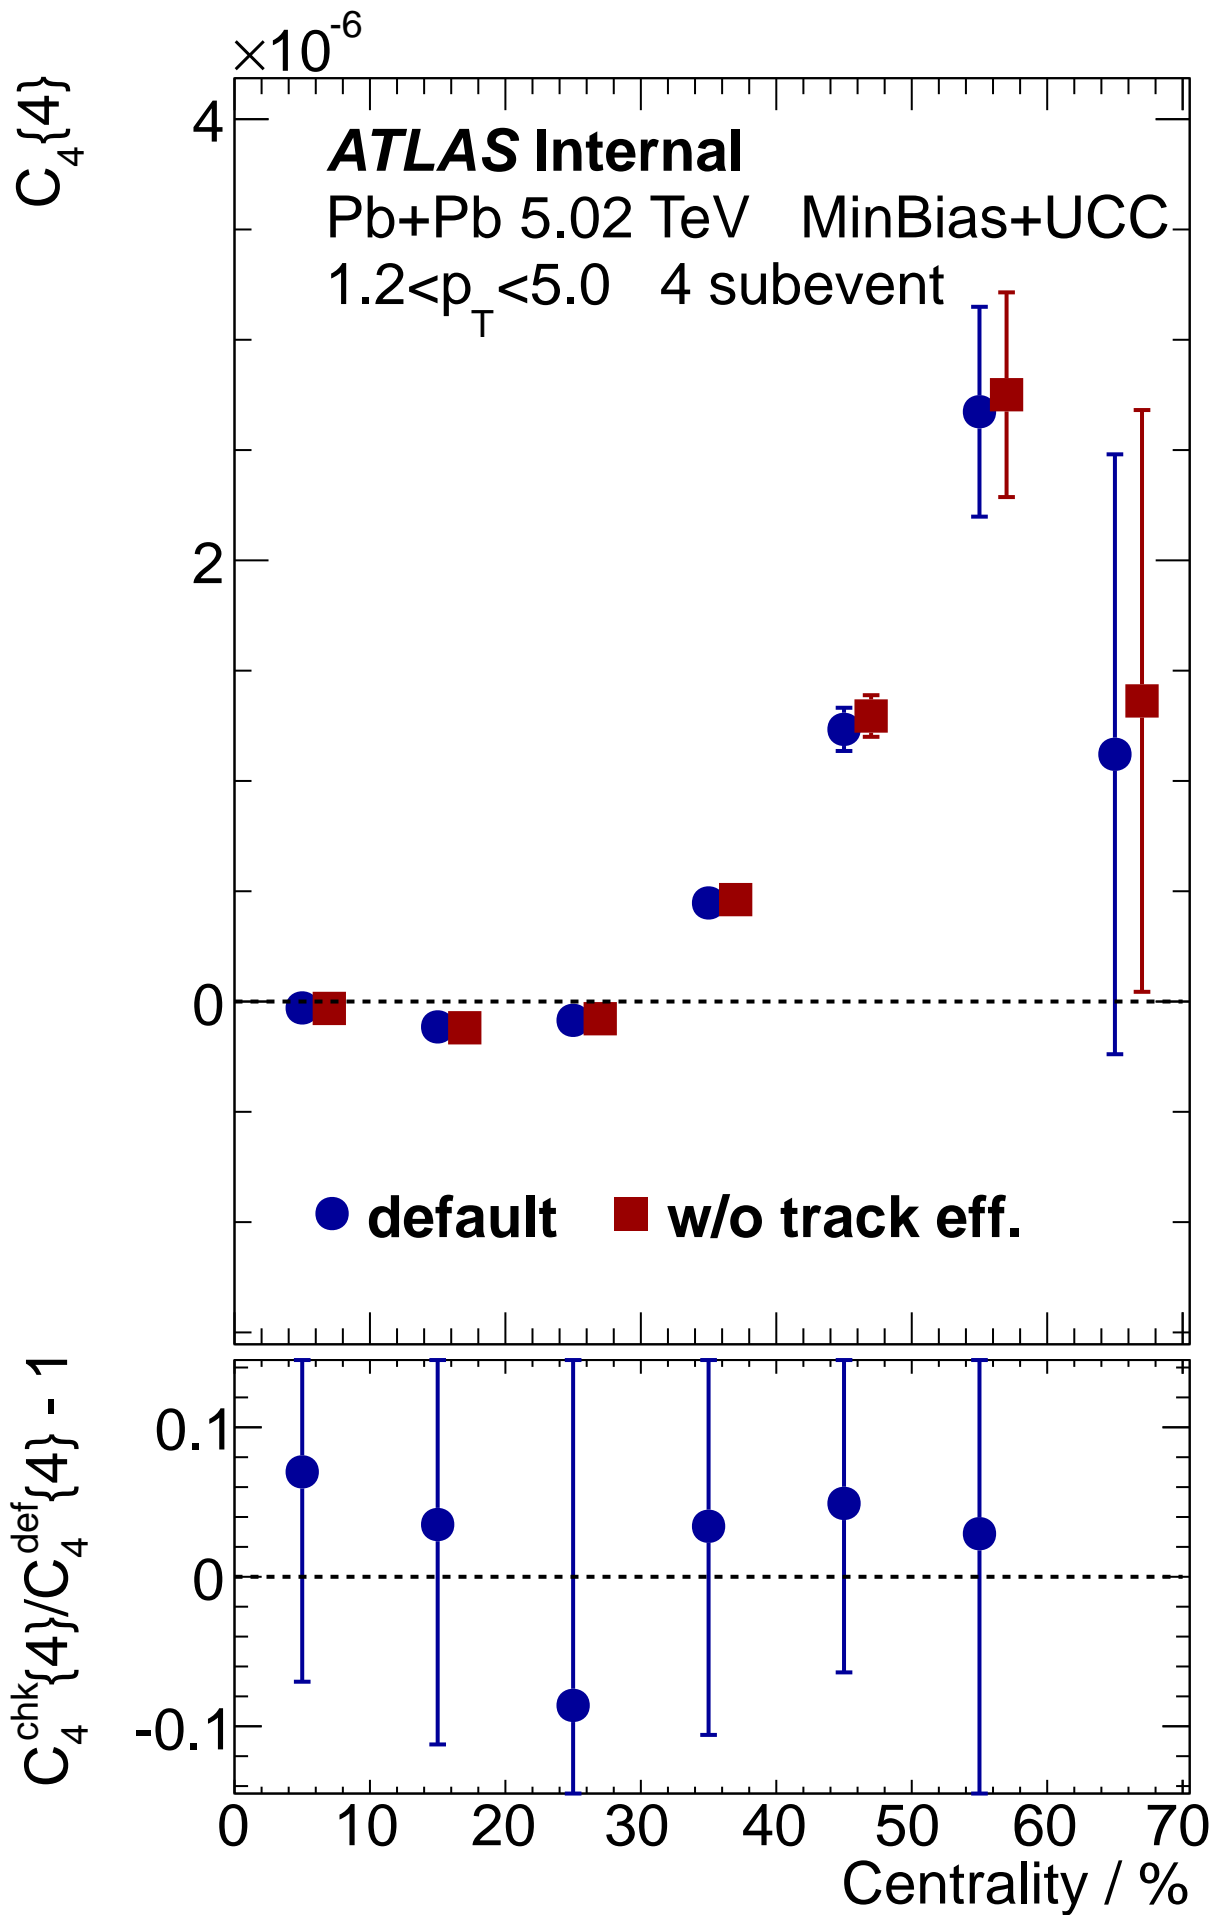 ×10^-6
C_4{4}
4
ATLAS Internal
Pb+Pb 5.02 TeV MinBias+UCC
1.2<p_T<5.0 4 subevent
2
0
default w/o track eff.
C_4^chk{4}/C_4^def{4} - 1
0.1
0
-0.1
0 10 20 30 40 50 60 70
Centrality / %